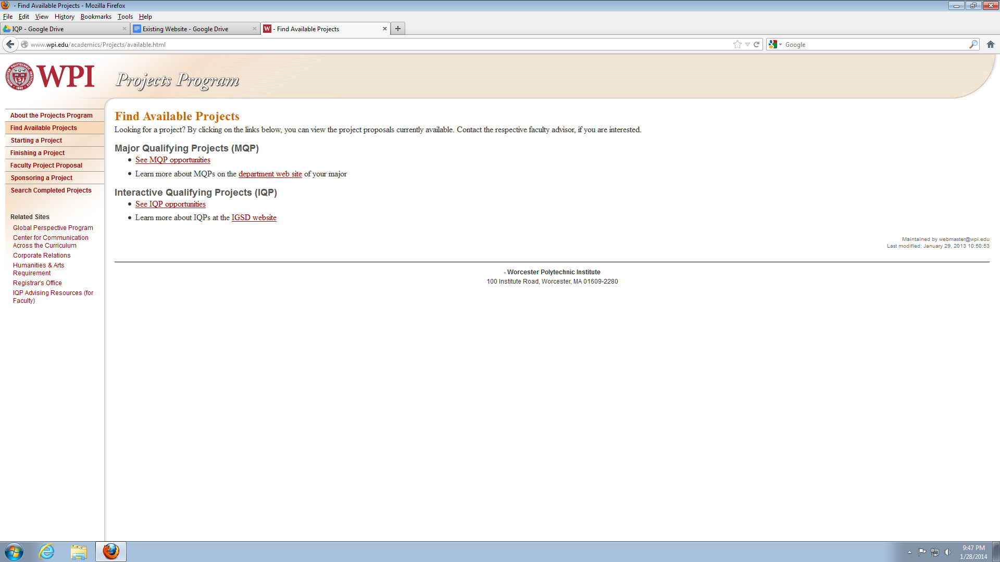 - Find Available Projects - Mozilla Firefox
File Edit View History Bookmarks Tools Help
IQP - Google Drive
Existing Website - Google Drive
W - Find Available Projects
www.wpi.edu/academics/Projects/available.html
Google
WPI
Projects Program
About the Projects Program
Find Available Projects
Starting a Project
Finishing a Project
Faculty Project Proposal
Sponsoring a Project
Search Completed Projects
Related Sites
Global Perspective Program
Center for Communication
Across the Curriculum
Corporate Relations
Humanities & Arts
Requirement
Registrar's Office
IQP Advising Resources (for
Faculty)
Find Available Projects
Looking for a project? By clicking on the links below, you can view the project proposals currently available. Contact the respective faculty advisor, if you are interested.
Major Qualifying Projects (MQP)
• See MQP opportunities
• Learn more about MQPs on the department web site of your major
Interactive Qualifying Projects (IQP)
• See IQP opportunities
• Learn more about IQPs at the IGSD website
Maintained by webmaster@wpi.edu
Last modified: January 29, 2013 10:50:53
- Worcester Polytechnic Institute
100 Institute Road, Worcester, MA 01609-2280
9:47 PM
1/28/2014